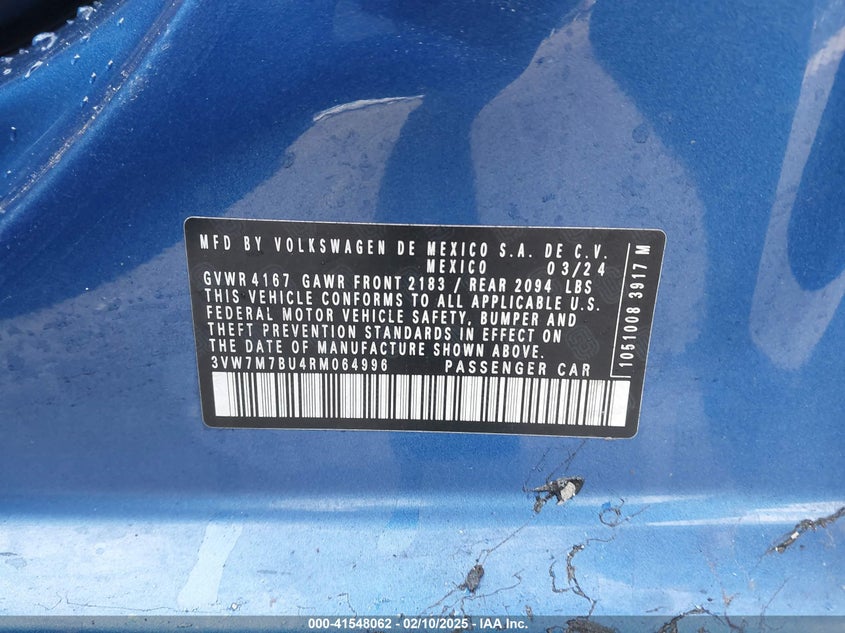 MFD BY VOLKSWAGEN DE MEXICO S.A. DE C.V.
MEXICO 03/24
GVWR 4167 GAWR FRONT 2183 / REAR 2094 LBS
THIS VEHICLE CONFORMS TO ALL APPLICABLE U.S.
FEDERAL MOTOR VEHICLE SAFETY, BUMPER AND
THEFT PREVENTION STANDARDS IN EFFECT ON
THE DATE OF MANUFACTURE SHOWN ABOVE.
3VW7M7BU4RM064996 PASSENGER CAR
1051008 3917 M
000-41548062 - 02/10/2025 - IAAI.COM